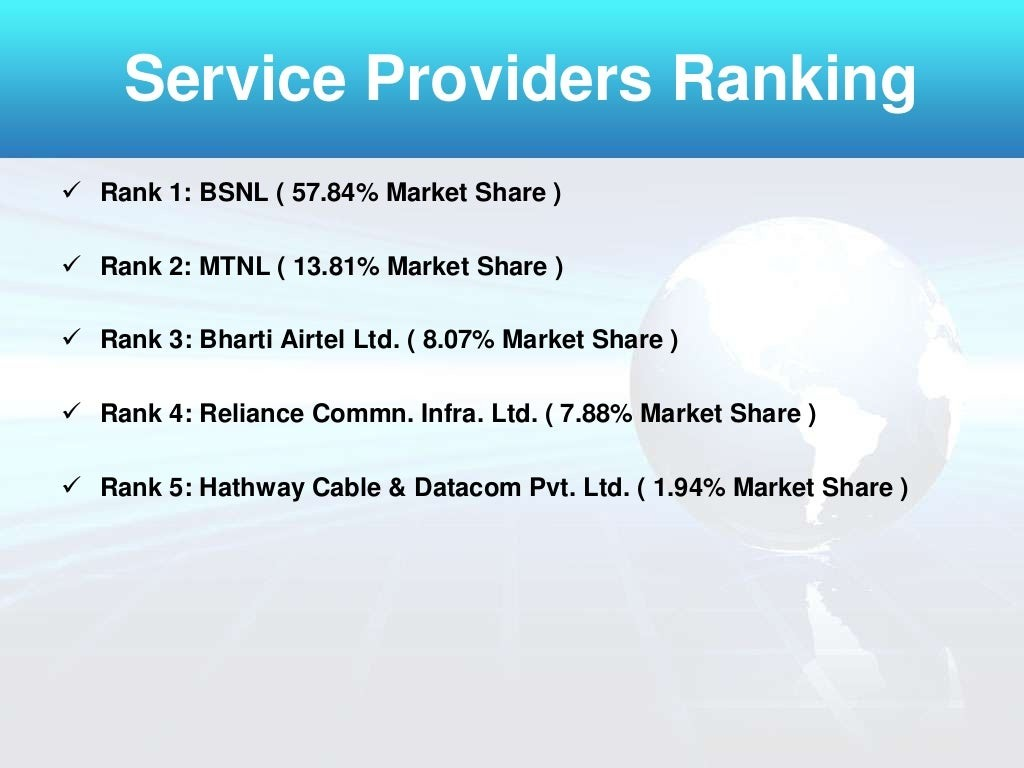 Service Providers Ranking
✓ Rank 1: BSNL ( 57.84% Market Share )
✓ Rank 2: MTNL ( 13.81% Market Share )
✓ Rank 3: Bharti Airtel Ltd. ( 8.07% Market Share )
✓ Rank 4: Reliance Commn. Infra. Ltd. ( 7.88% Market Share )
✓ Rank 5: Hathway Cable & Datacom Pvt. Ltd. ( 1.94% Market Share )